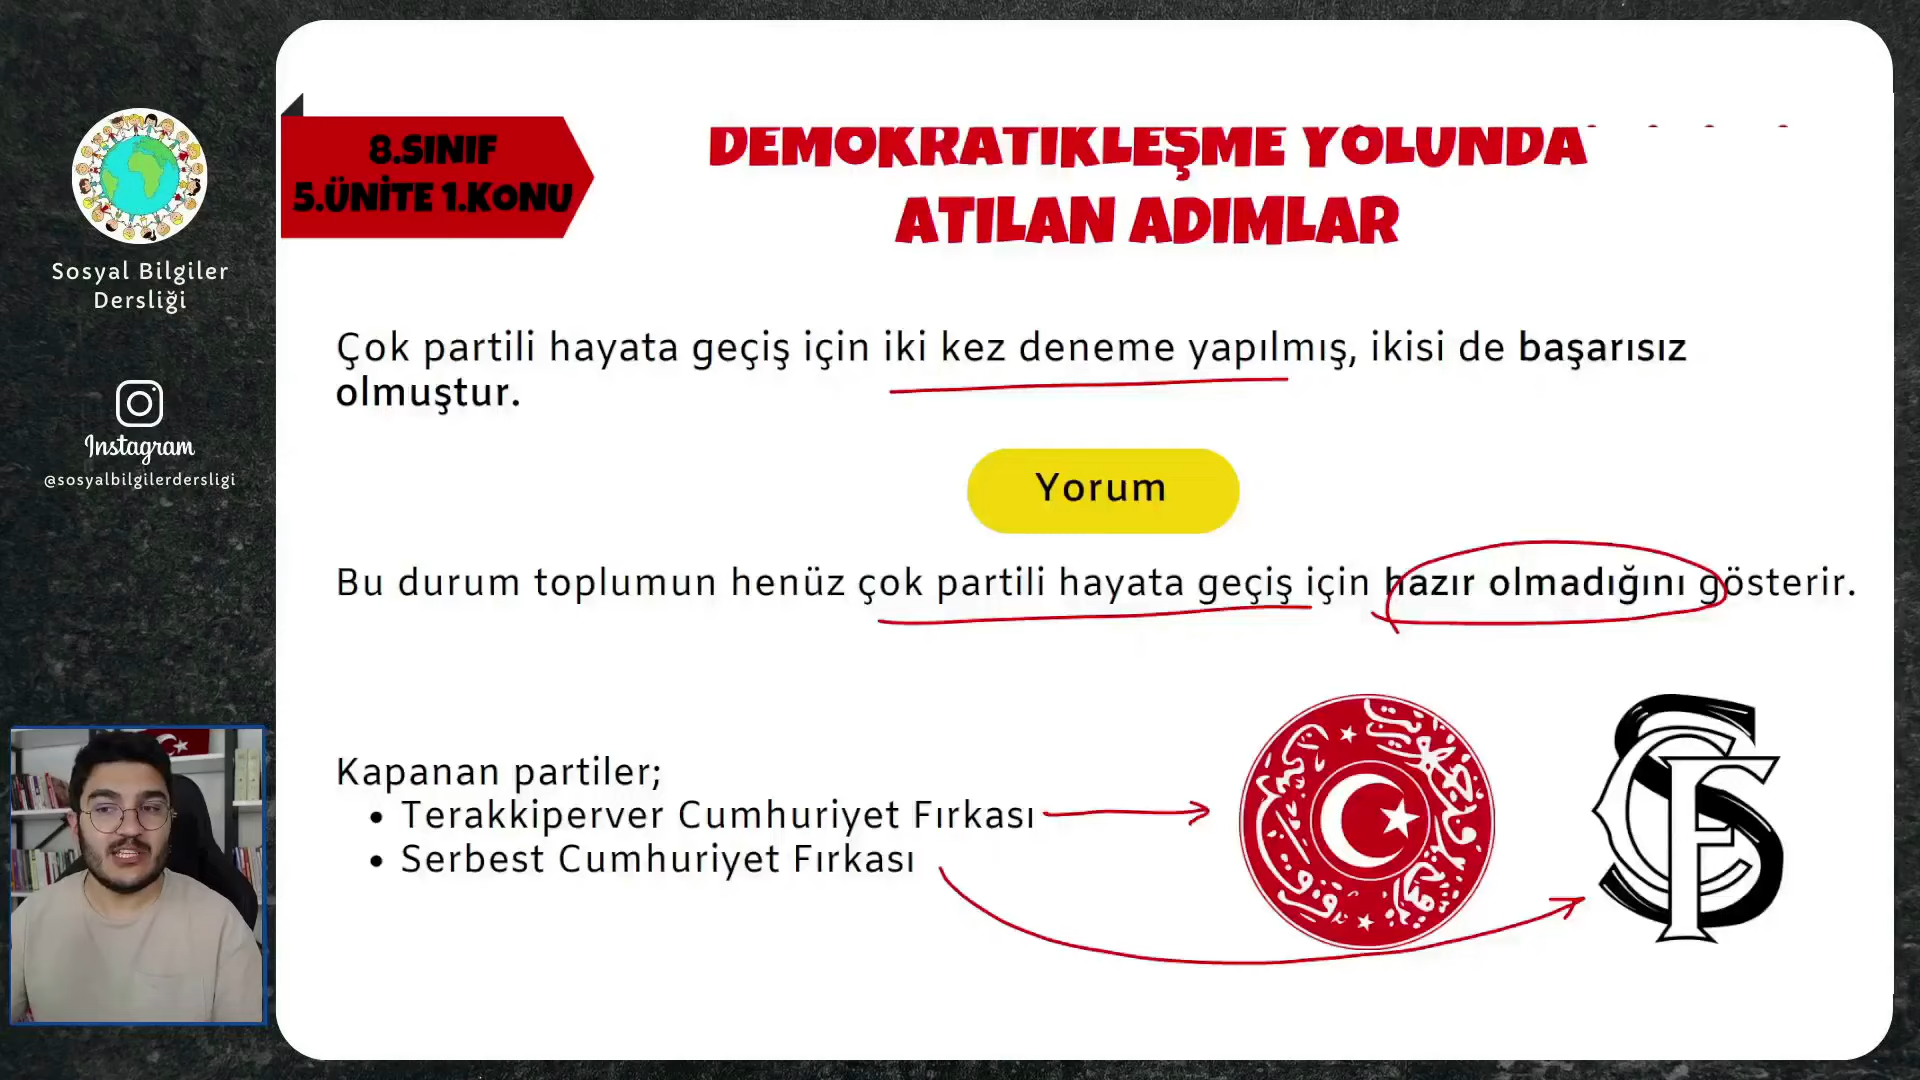 Sosyal Bilgiler
Dersliği
Instagram
@sosyalbilgilerdersligi
8.SINIF
5.ÜNİTE 1.KONU
DEMOKRATİKLEŞME YOLUNDA
ATILAN ADIMLAR
Çok partili hayata geçiş için iki kez deneme yapılmış, ikisi de başarısız
olmuştur.
Yorum
Bu durum toplumun henüz çok partili hayata geçiş için hazır olmadığını gösterir.
Kapanan partiler;
• Terakkiperver Cumhuriyet Fırkası
• Serbest Cumhuriyet Fırkası